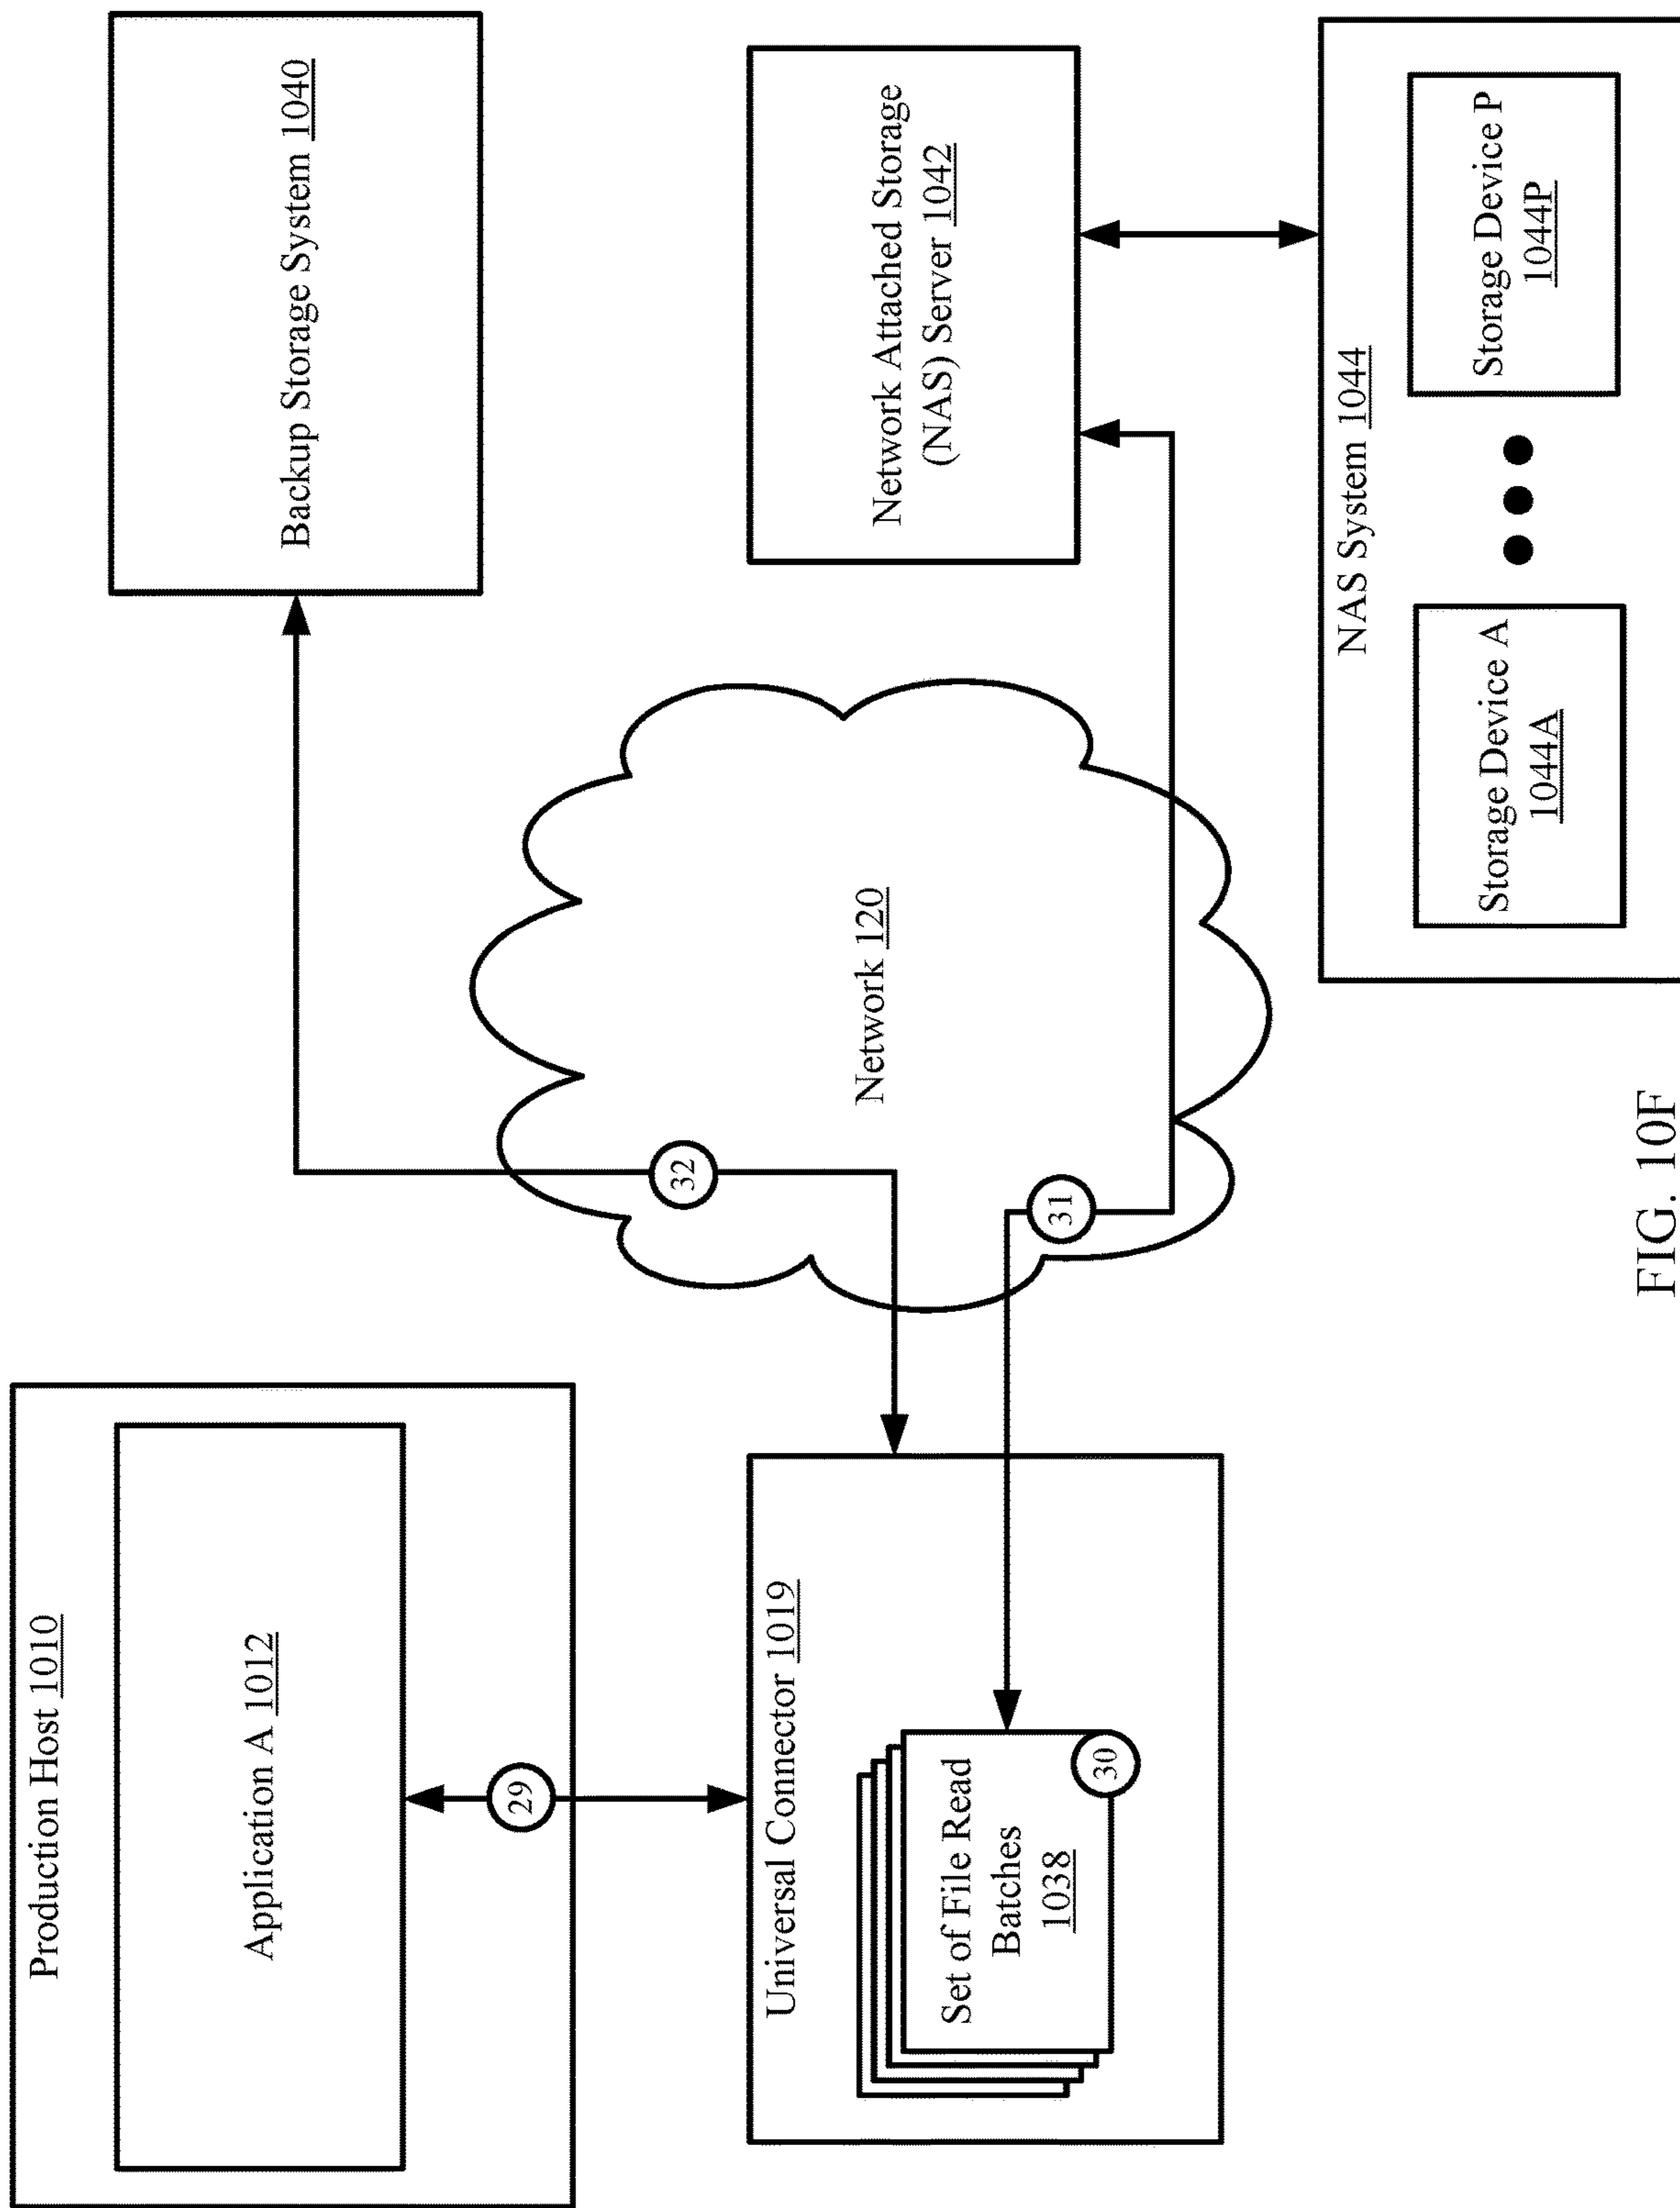 Production Host 1010
Application A 1012
29
Universal Connector 1019
Set of File Read
Batches
1038
30
Network 120
32
31
Backup Storage System 1040
Network Attached Storage
(NAS) Server 1042
NAS System 1044
Storage Device A
1044A
Storage Device P
1044P
FIG. 10F